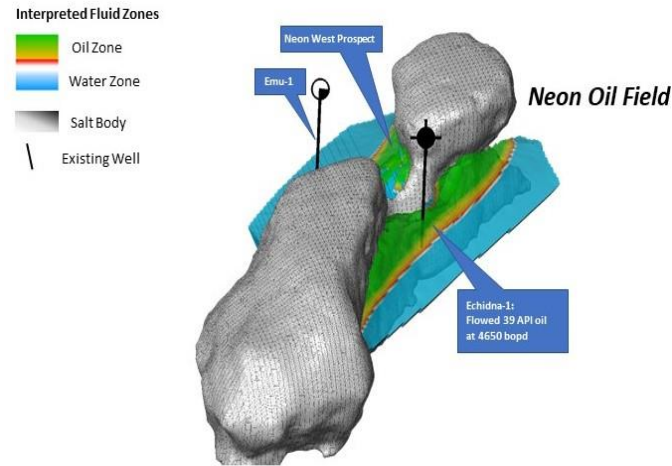 Interpreted Fluid Zones
Oil Zone
Water Zone
Salt Body
Existing Well
Neon West Prospect
Emu-1
Neon Oil Field
Echidna-1:
Flowed 39 API oil
at 4650 bopd